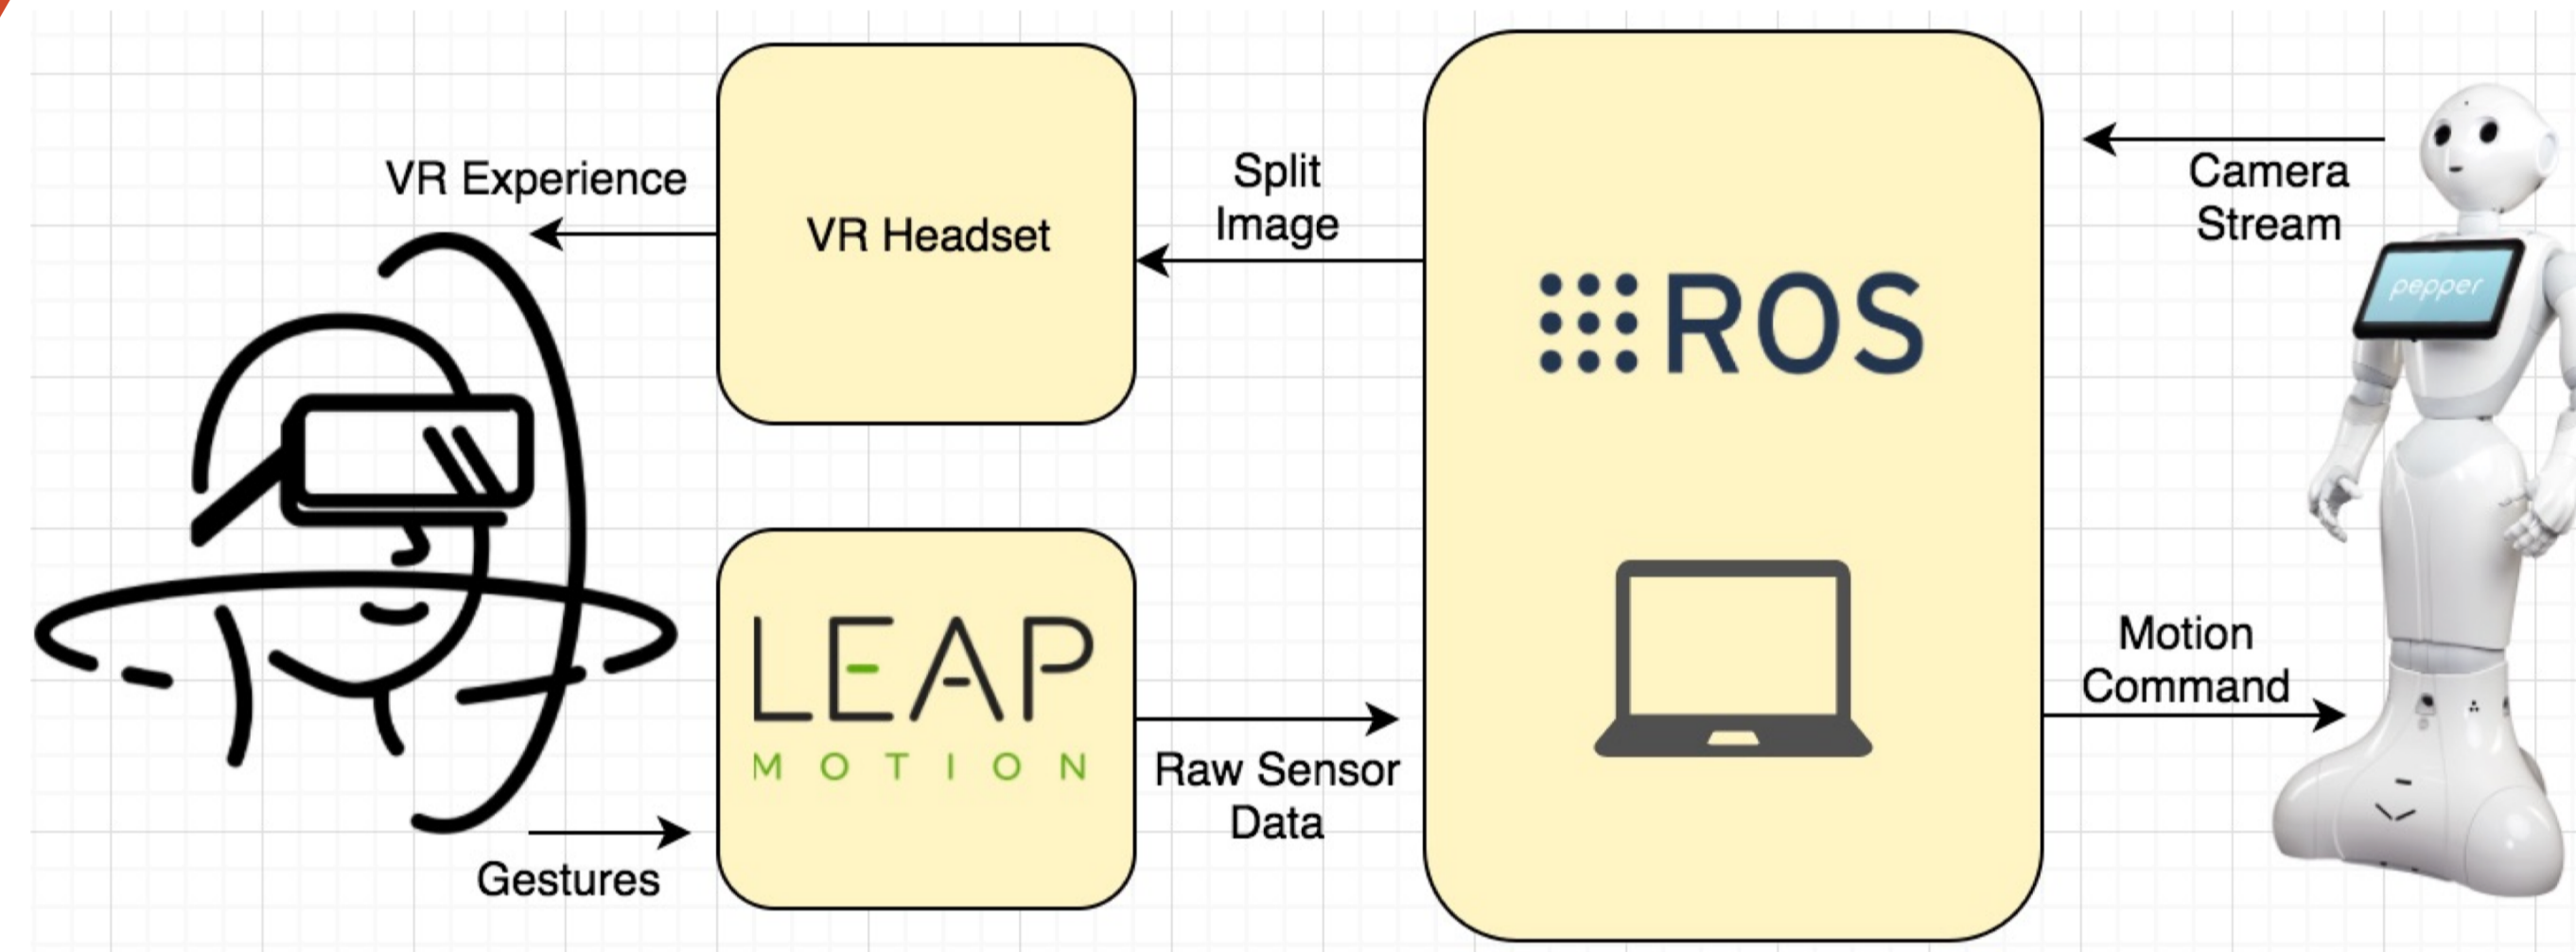 VR Experience
VR Headset
Split
Image
ROS
Camera
Stream
pepper
LEAP
MOTION
Gestures
Raw Sensor
Data
Motion
Command